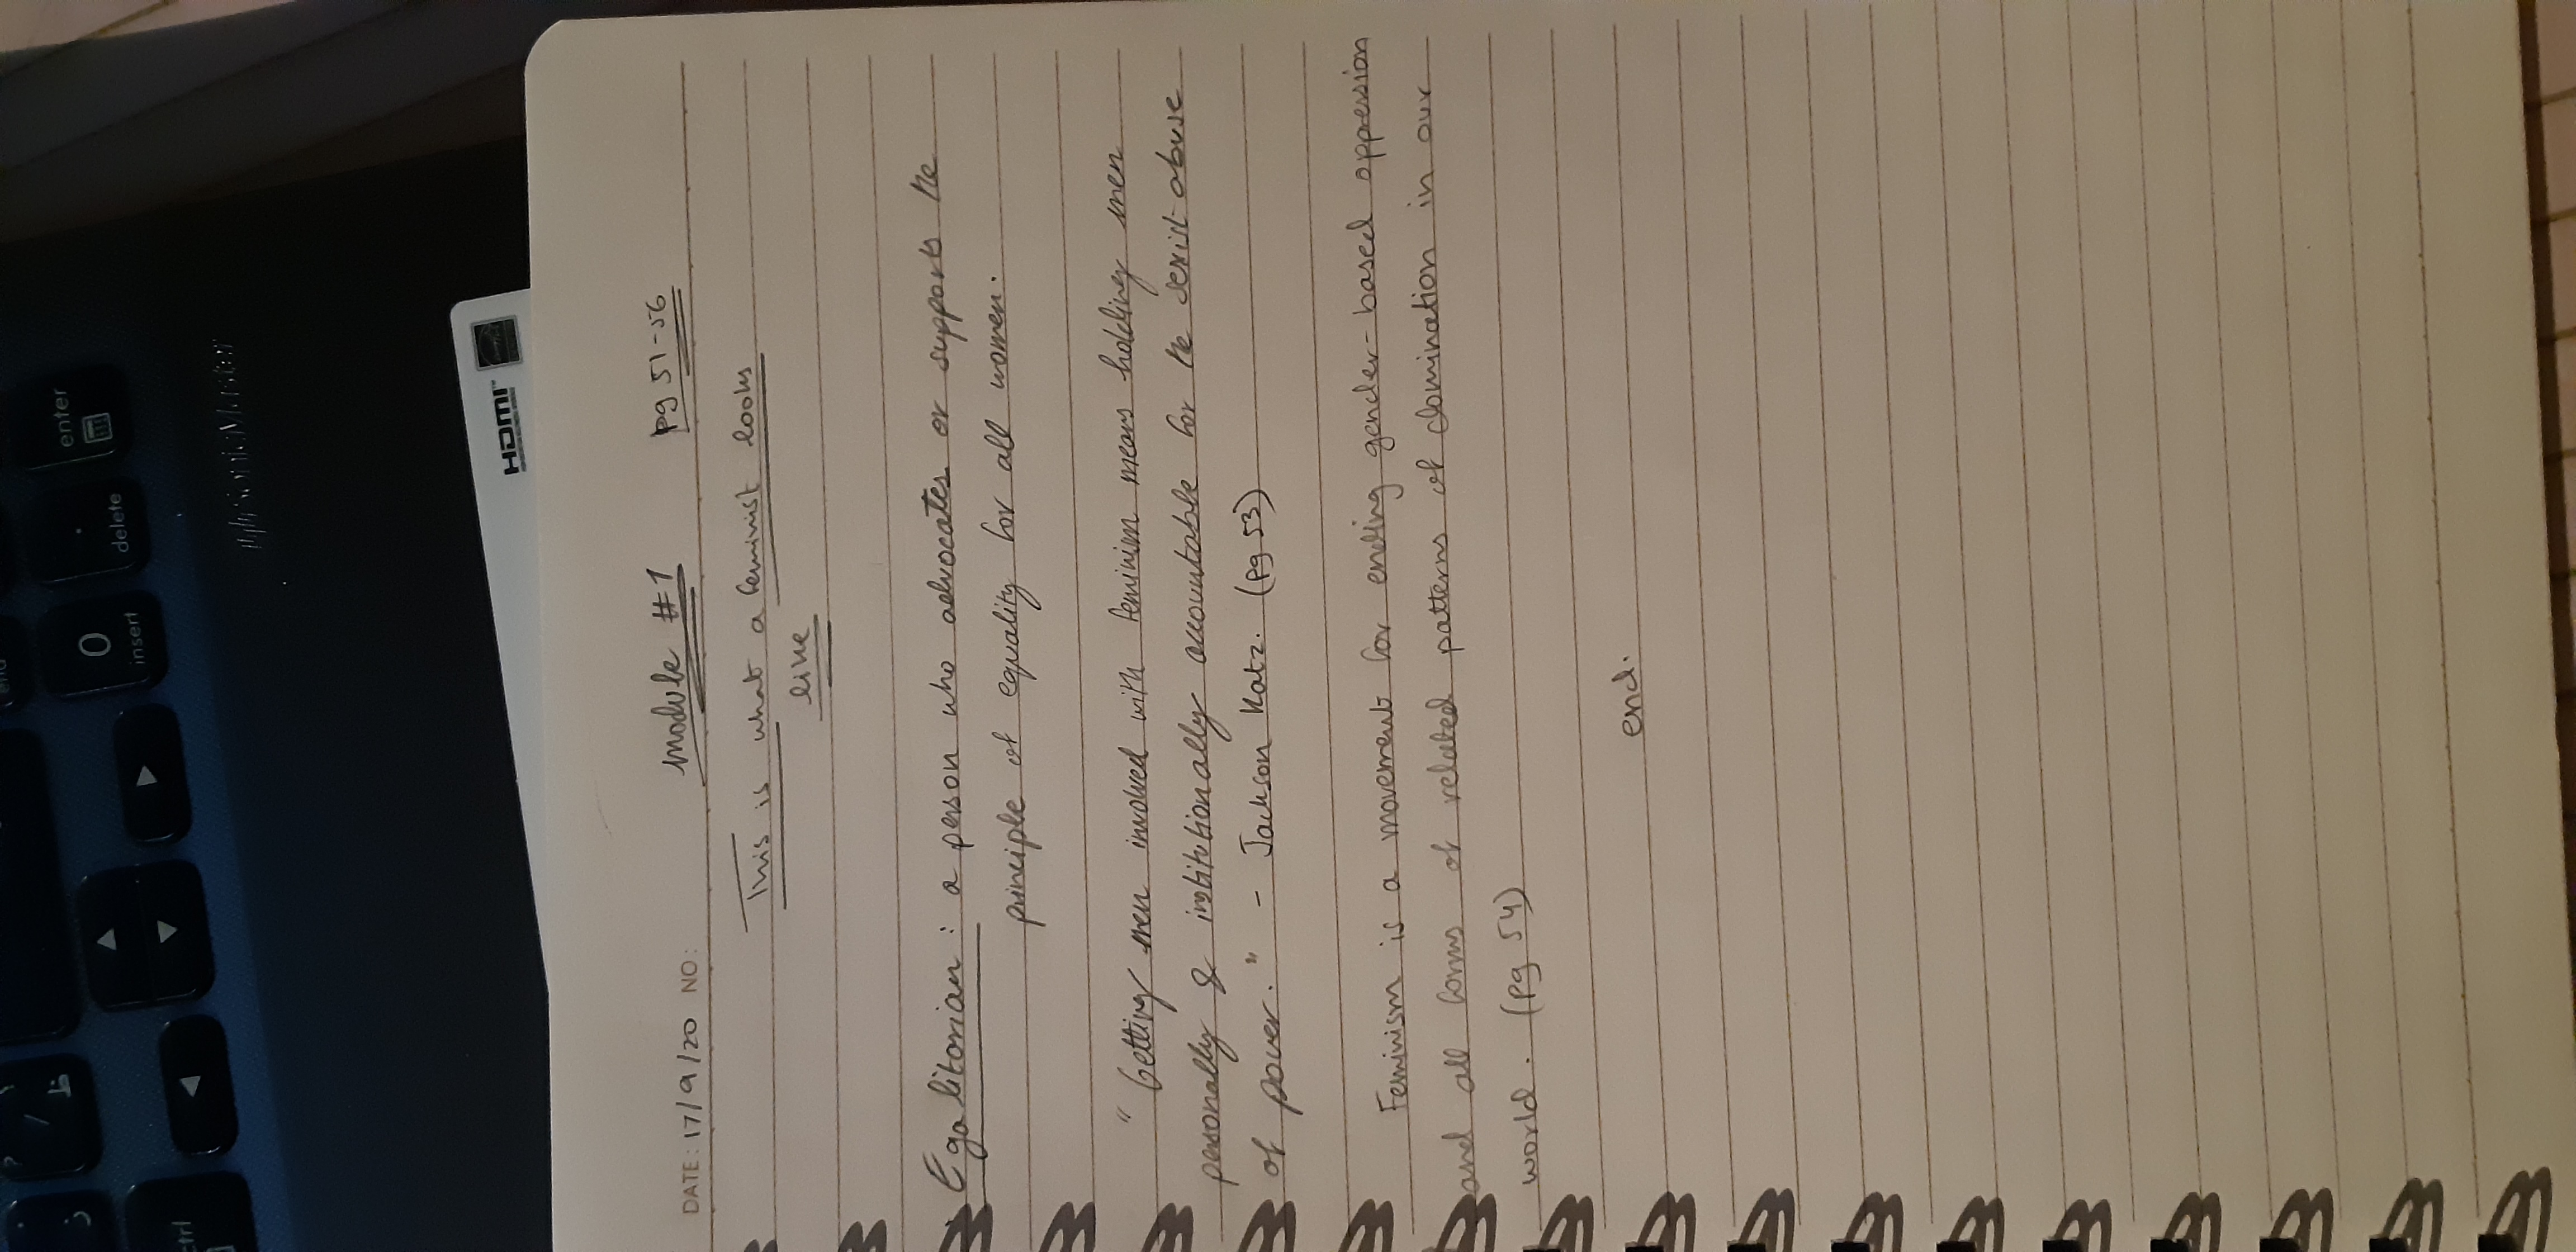 ز
/
ظ
end
0
insert
.
delete
enter
ctrl
SonicMaster
HDMI™
module #1 pg 51-56
DATE: 17/9/20 NO:
This is what a feminist looks
like
Egalitarian: a person who advocates or supports the
principle of equality for all women.
" Getting men involved with feminism means holding men
personally & institutionally accountable for the sexist abuse
of power. " - Jackson Katz. (pg 53)
Feminism is a movement for ending gender-based oppression
and all forms of related patterns of domination in our
world. (pg 54)
end.